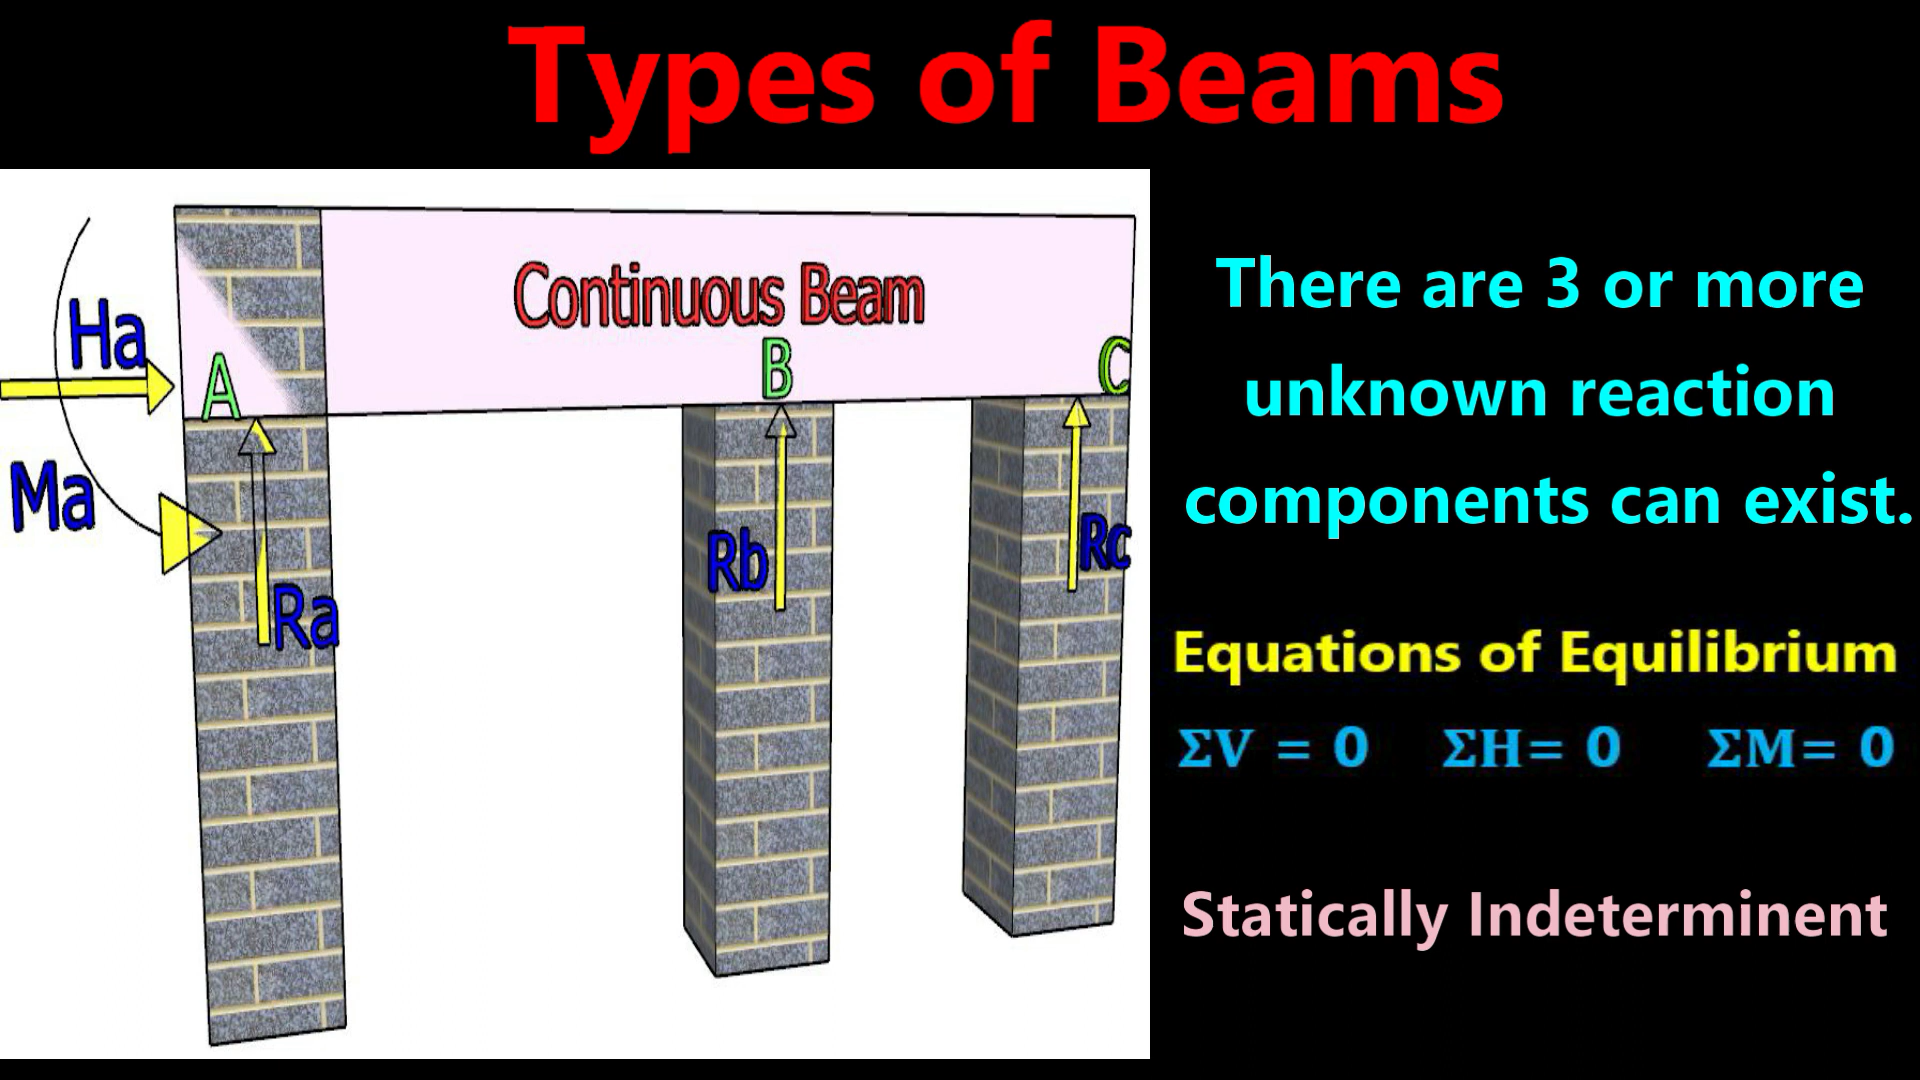 Types of Beams
Continuous Beam
Ha
A
B
C
Ma
Ra
Rb
Rc
There are 3 or more
unknown reaction
components can exist.
Equations of Equilibrium
ΣV = 0 ΣH= 0 ΣM= 0
Statically Indeterminent